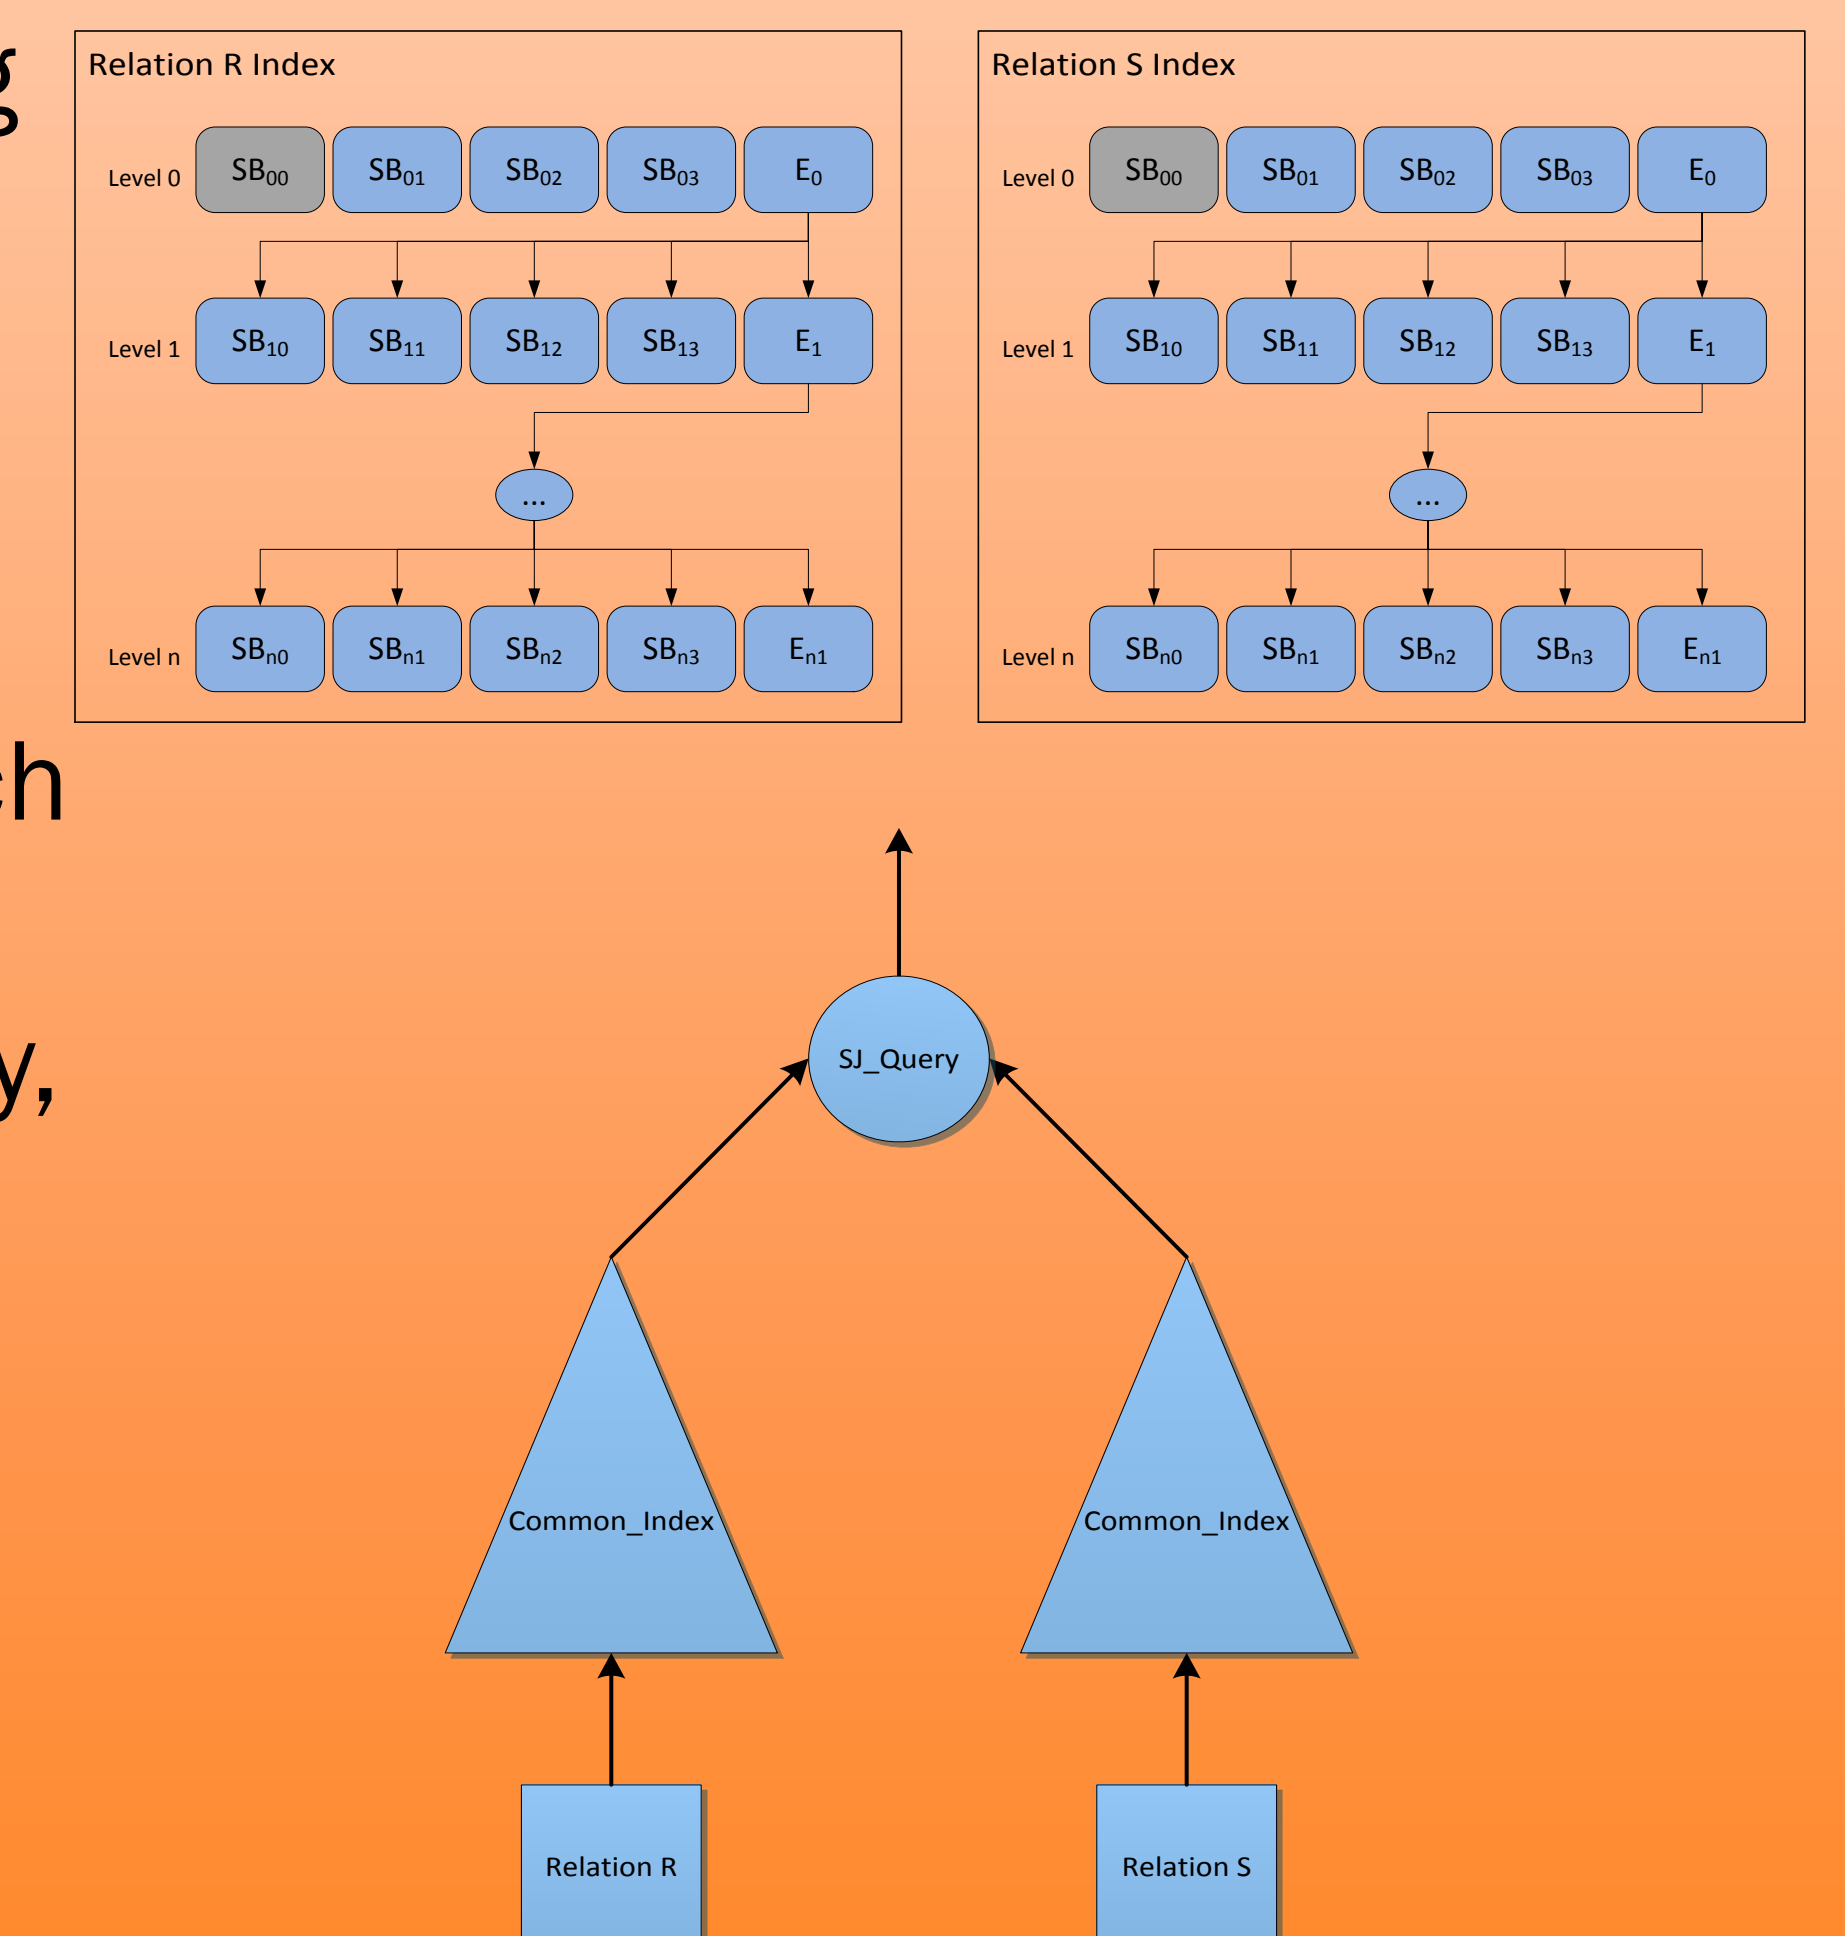 g
Relation R Index
Level 0 SB00 SB01 SB02 SB03 E0
Level 1 SB10 SB11 SB12 SB13 E1
...
Level n SBn0 SBn1 SBn2 SBn3 En1
Relation S Index
Level 0 SB00 SB01 SB02 SB03 E0
Level 1 SB10 SB11 SB12 SB13 E1
...
Level n SBn0 SBn1 SBn2 SBn3 En1
ch
y,
SJ_Query
Common_Index Common_Index
Relation R Relation S